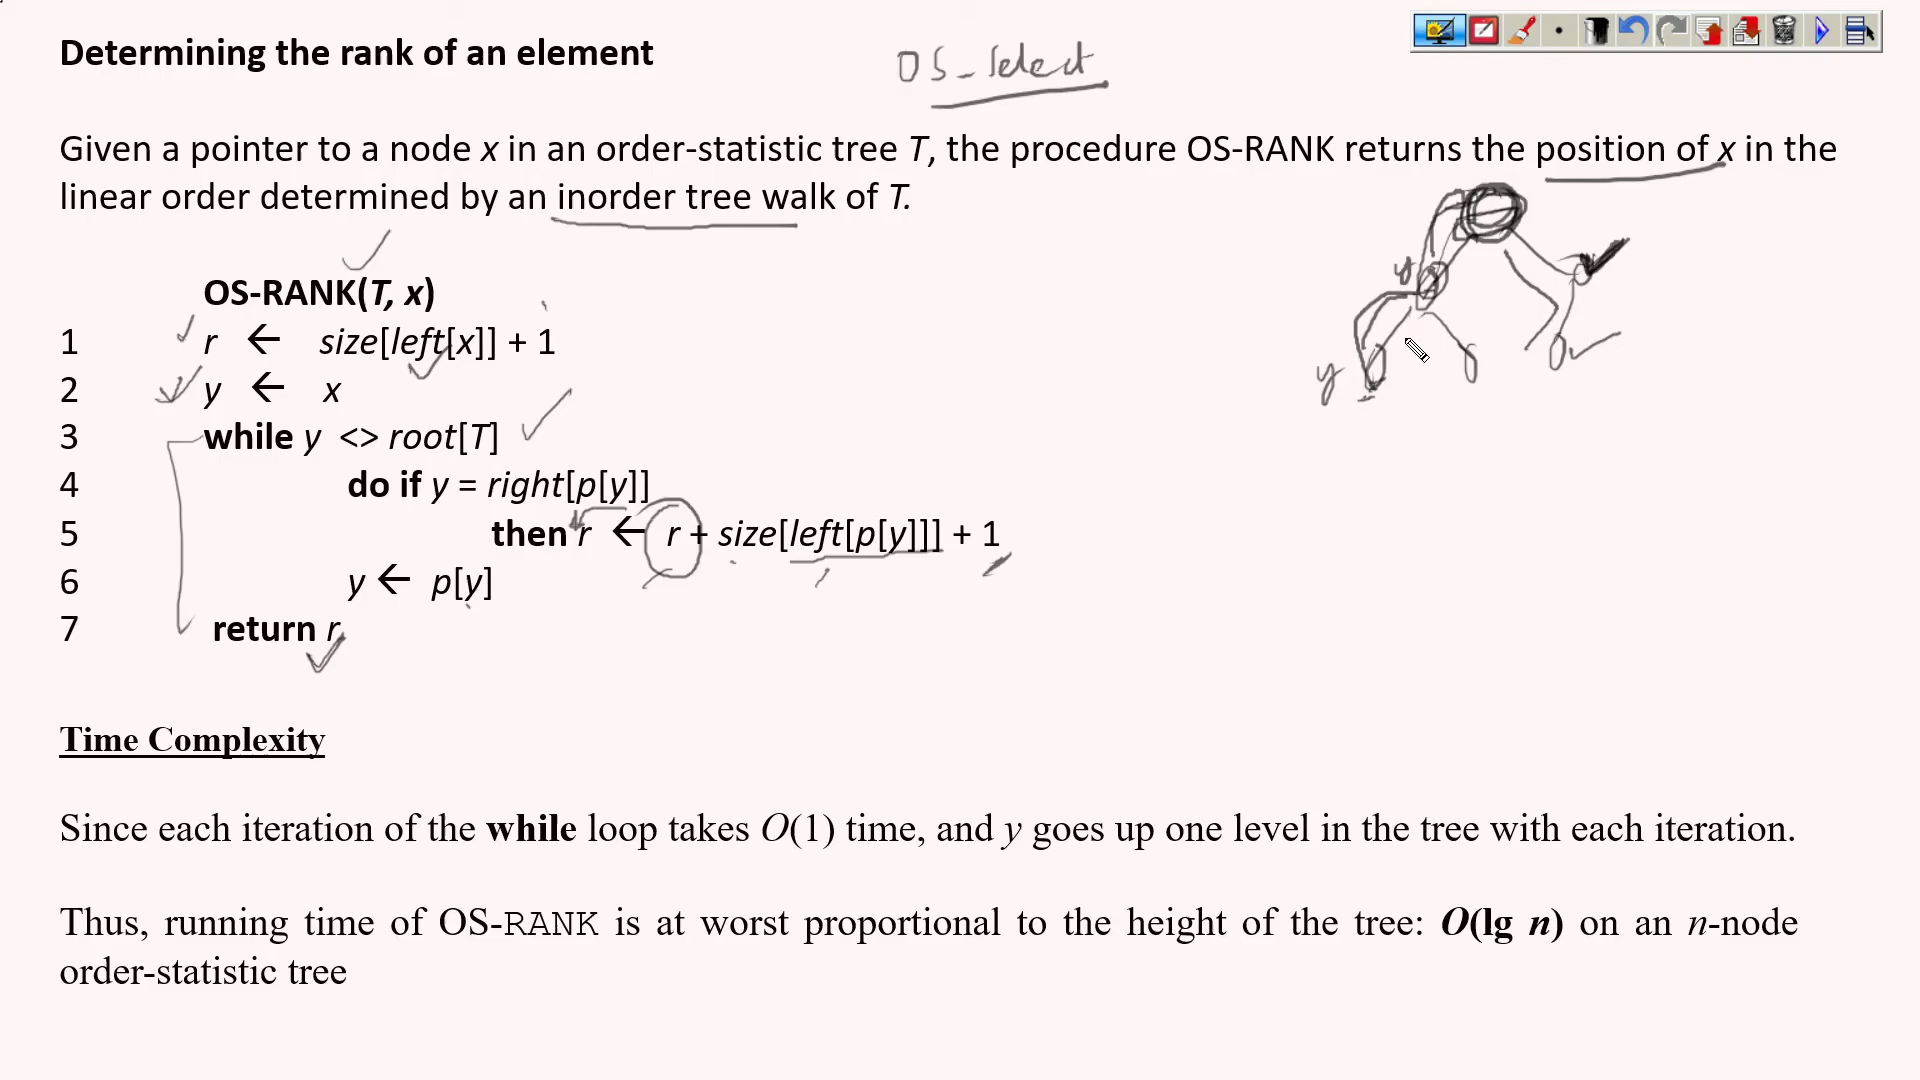 Determining the rank of an element
OS-Select
Given a pointer to a node x in an order-statistic tree T, the procedure OS-RANK returns the position of x in the
linear order determined by an inorder tree walk of T.
OS-RANK(T, x)
1 r ← size[left[x]] + 1
2 y ← x
3 while y <> root[T]
4 do if y = right[p[y]]
5 then r ← r + size[left[p[y]]] + 1
6 y ← p[y]
7 return r
y
y
Time Complexity
Since each iteration of the while loop takes O(1) time, and y goes up one level in the tree with each iteration.
Thus, running time of OS-RANK is at worst proportional to the height of the tree: O(lg n) on an n-node
order-statistic tree